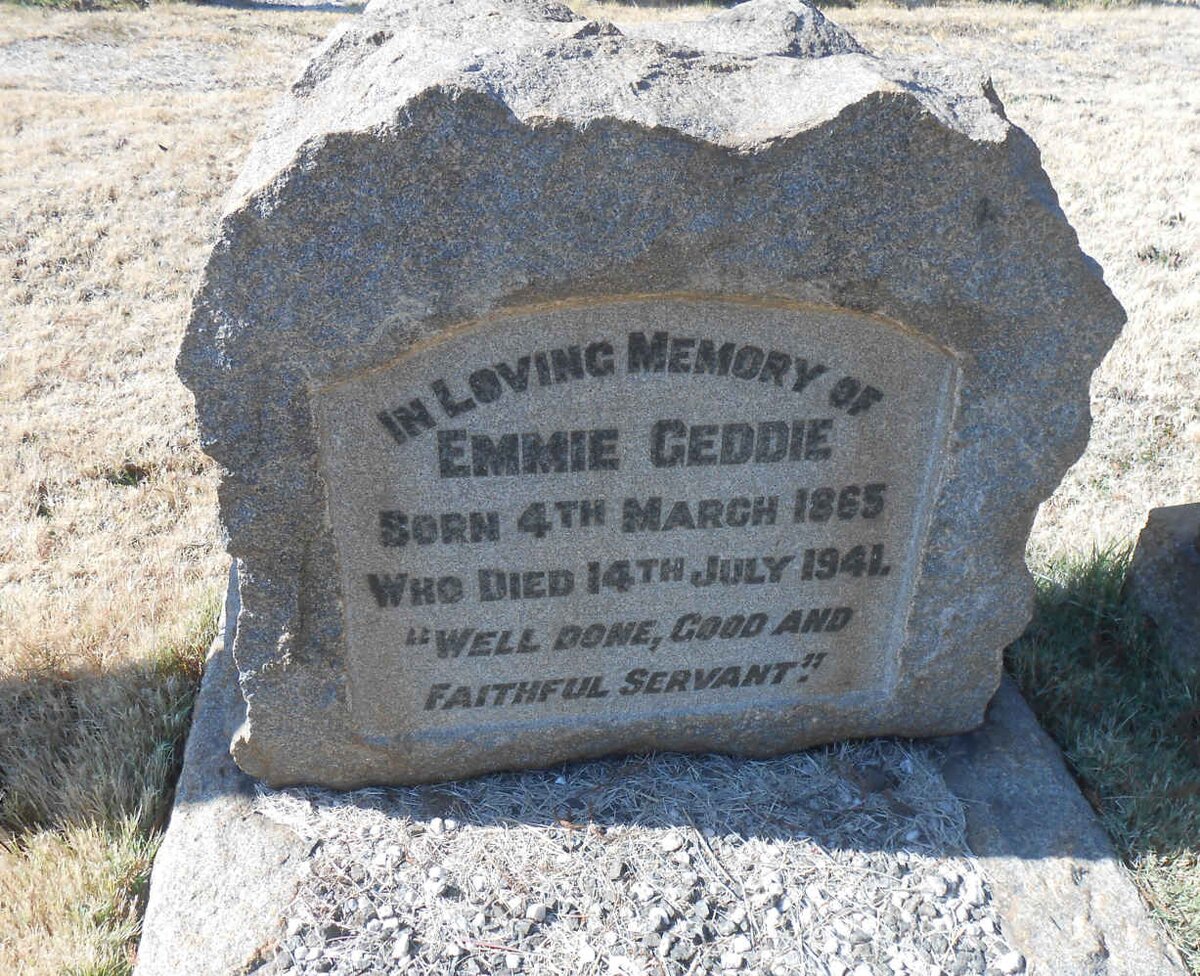 IN LOVING MEMORY OF
EMMIE GEDDIE
BORN 4TH MARCH 1865
WHO DIED 14TH JULY 1941.
"WELL DONE, GOOD AND
FAITHFUL SERVANT."